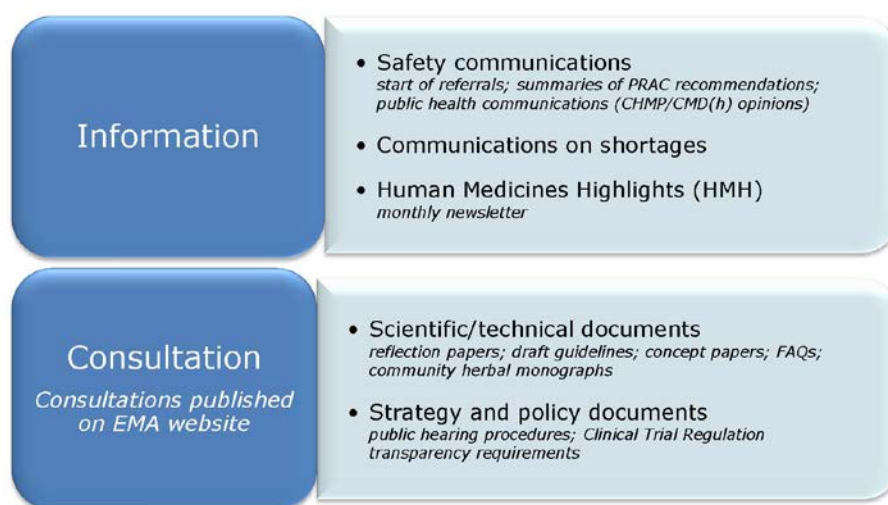 Information
• Safety communications
start of referrals; summaries of PRAC recommendations;
public health communications (CHMP/CMD(h) opinions)
• Communications on shortages
• Human Medicines Highlights (HMH)
monthly newsletter
Consultation
Consultations published
on EMA website
• Scientific/technical documents
reflection papers; draft guidelines; concept papers; FAQs;
community herbal monographs
• Strategy and policy documents
public hearing procedures; Clinical Trial Regulation
transparency requirements